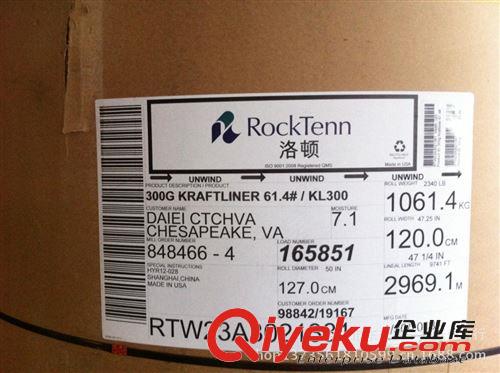 RockTenn
洛顿
ISO 9001:2008 Registered QMS
Made in USA
UNWIND UNWIND UNWIND
PRODUCT DESCRIPTION / PRODUCT
300G KRAFTLINER 61.4# / KL300
CUSTOMER NAME
DAIEI CTCHVA
CHESAPEAKE, VA
MOISTURE
7.1
MILL ORDER NUMBER
848466 - 4
LOAD NUMBER
165851
SPECIAL INSTRUCTIONS
HYR12-028
SHANGHAI,CHINA
MADE IN USA
ROLL DIAMETER 50 IN
127.0 CM
98842/19167
ROLL WEIGHT 2340 LB
1061.4 KG
ROLL WIDTH 47.25 IN
120.0 CM
47 1/4 IN
LINEAL LENGTH 9741 FT
2969.1 M
MFG DATE
Qiyeku.com 企业库